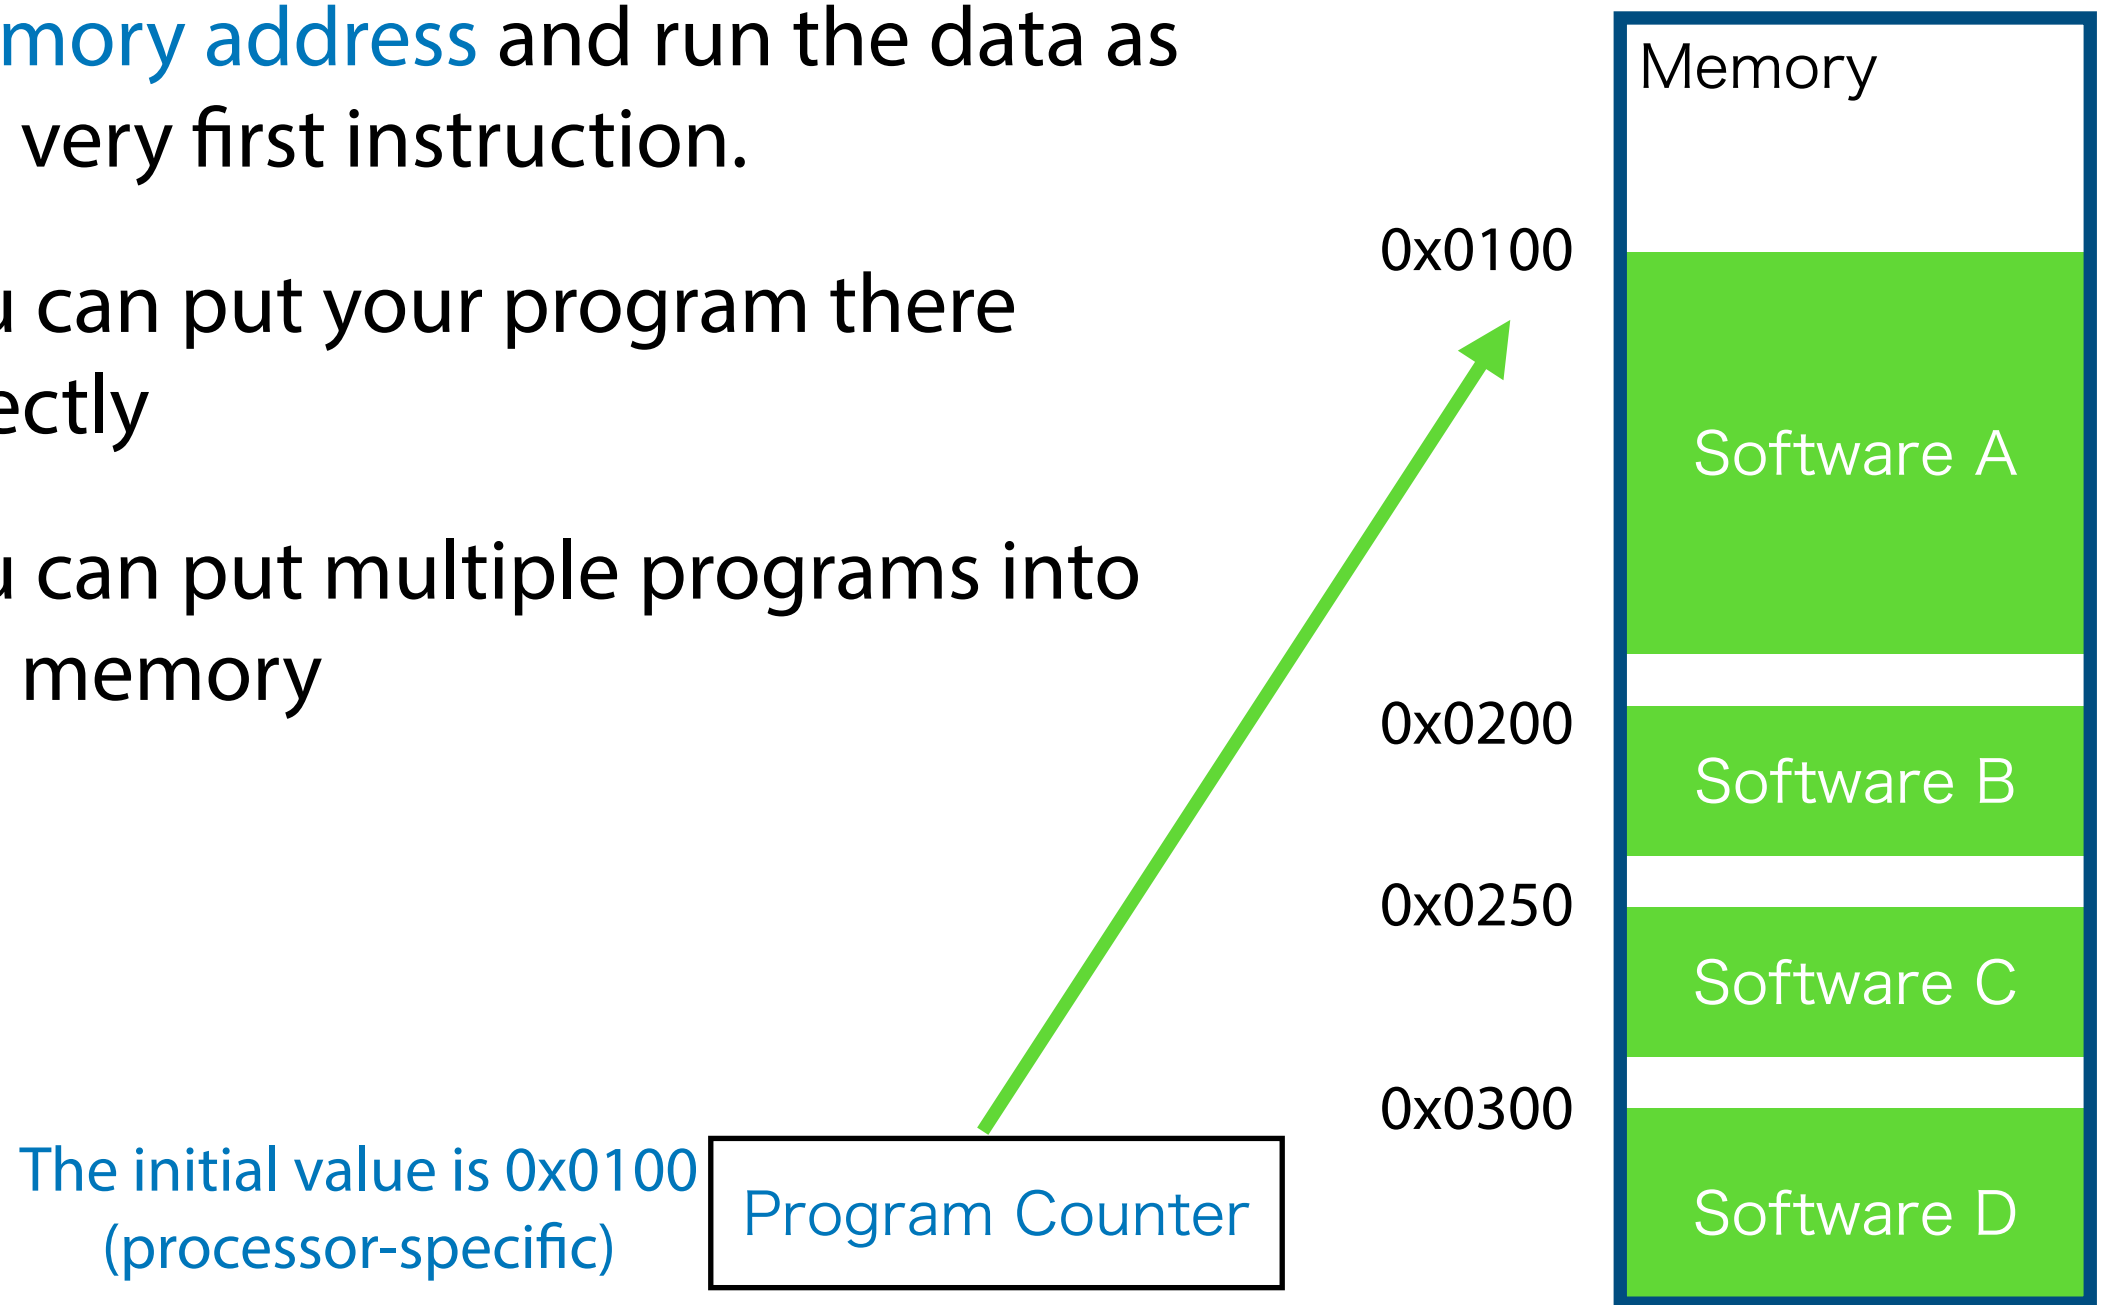 mory address and run the data as
very first instruction.
u can put your program there
ectly
u can put multiple programs into
memory
The initial value is 0x0100
(processor-specific)
Program Counter
0x0100
0x0200
0x0250
0x0300
Memory
Software A
Software B
Software C
Software D